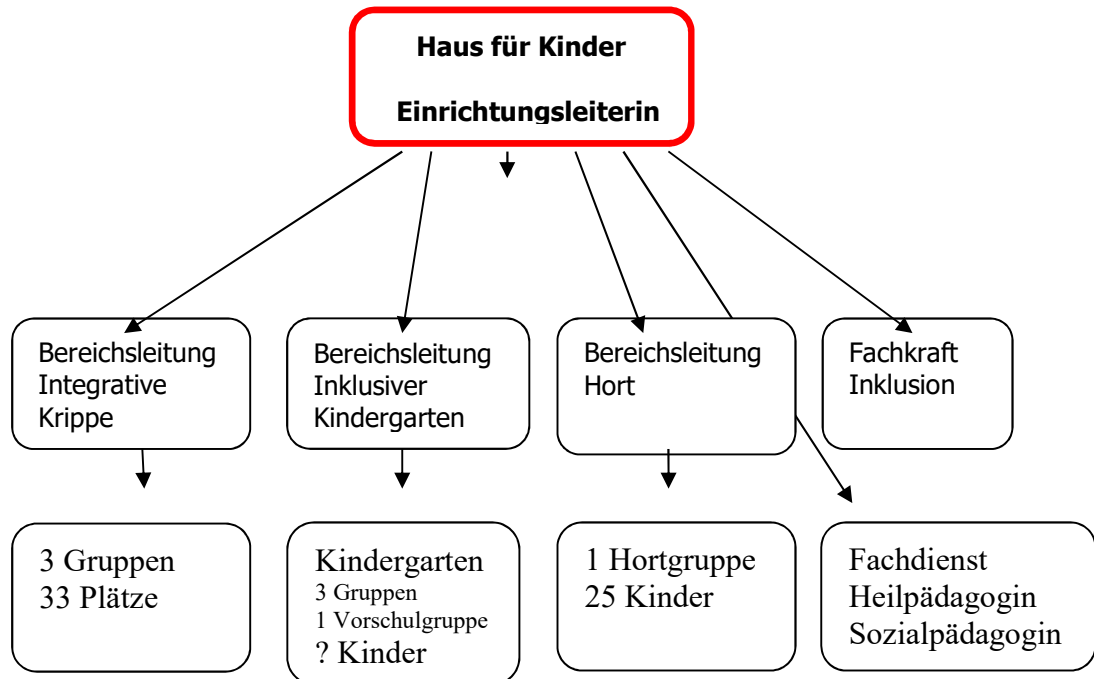 Haus für Kinder
Einrichtungsleiterin
Bereichsleitung
Integrative
Krippe
Bereichsleitung
Inklusiver
Kindergarten
Bereichsleitung
Hort
Fachkraft
Inklusion
3 Gruppen
33 Plätze
Kindergarten
3 Gruppen
1 Vorschulgruppe
? Kinder
1 Hortgruppe
25 Kinder
Fachdienst
Heilpädagogin
Sozialpädagogin